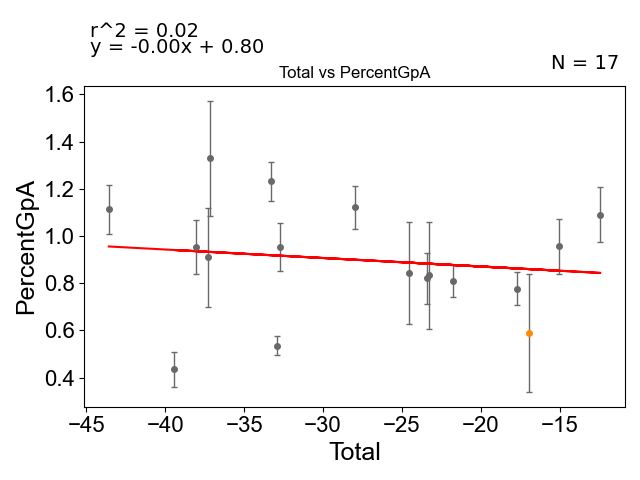 r^2 = 0.02
y = -0.00x + 0.80
N = 17
Total vs PercentGpA
PercentGpA
1.6
1.4
1.2
1.0
0.8
0.6
0.4
−45 −40 −35 −30 −25 −20 −15
Total